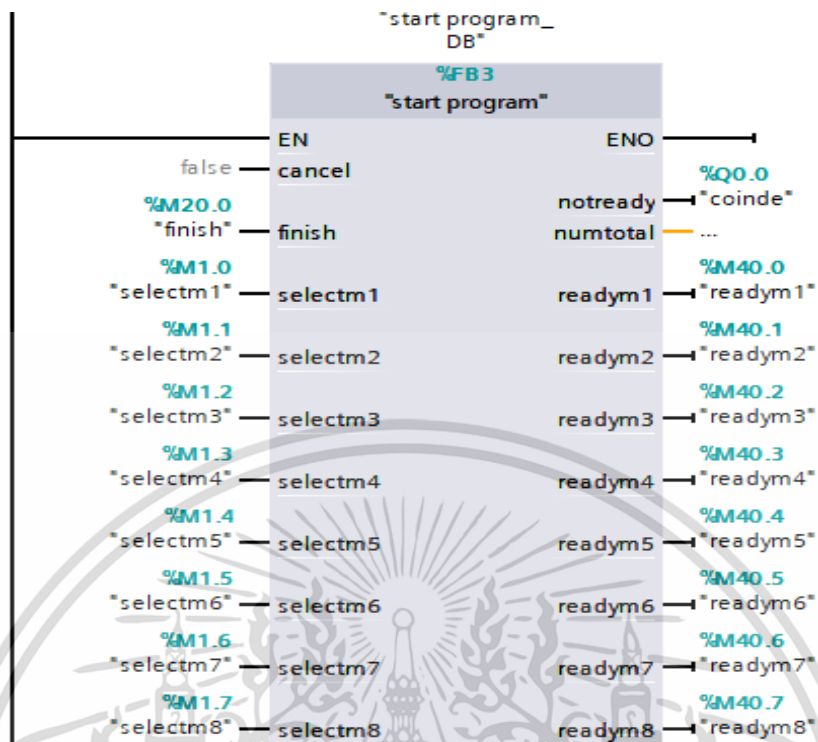 "start program_
DB"
%FB3
"start program"
EN ENO
false cancel
%Q0.0
notready "coinde"
%M20.0
"finish" finish numtotal ...
%M1.0 %M40.0
"selectm1" selectm1 readym1 "readym1"
%M1.1 %M40.1
"selectm2" selectm2 readym2 "readym2"
%M1.2 %M40.2
"selectm3" selectm3 readym3 "readym3"
%M1.3 %M40.3
"selectm4" selectm4 readym4 "readym4"
%M1.4 %M40.4
"selectm5" selectm5 readym5 "readym5"
%M1.5 %M40.5
"selectm6" selectm6 readym6 "readym6"
%M1.6 %M40.6
"selectm7" selectm7 readym7 "readym7"
%M1.7 %M40.7
"selectm8" selectm8 readym8 "readym8"